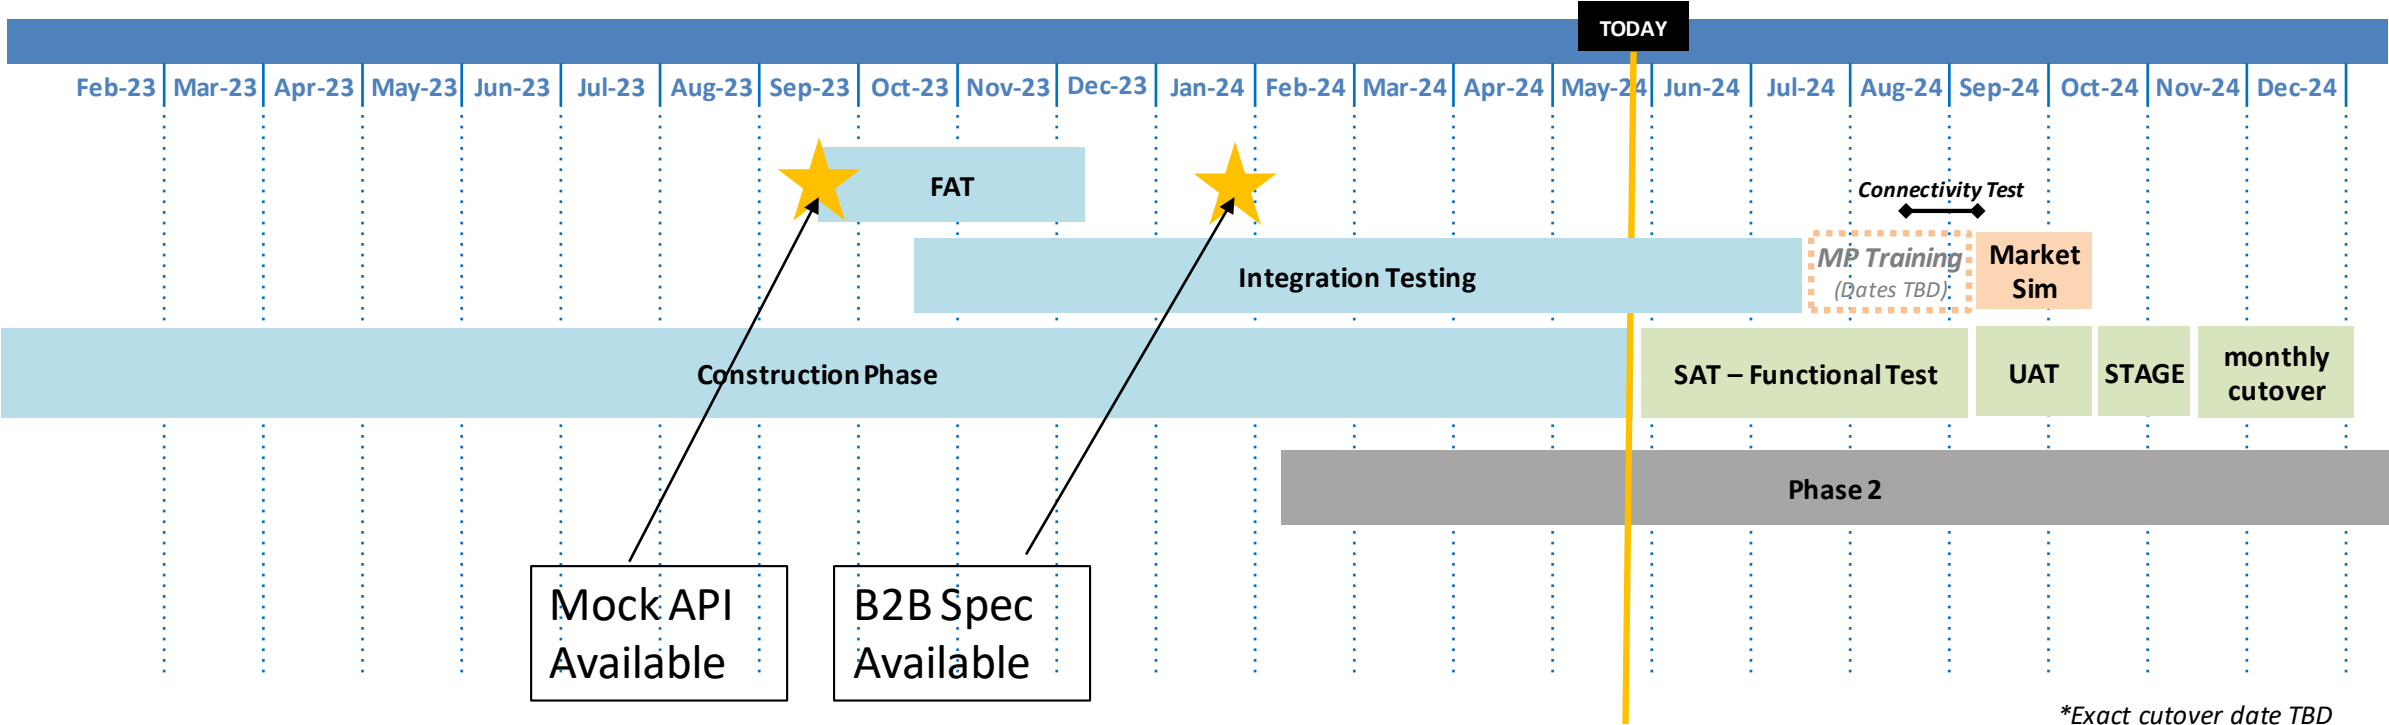 TODAY
Feb-23 Mar-23 Apr-23 May-23 Jun-23 Jul-23 Aug-23 Sep-23 Oct-23 Nov-23 Dec-23 Jan-24 Feb-24 Mar-24 Apr-24 May-24 Jun-24 Jul-24 Aug-24 Sep-24 Oct-24 Nov-24 Dec-24
FAT
Connectivity Test
Integration Testing
MP Training
(Dates TBD)
Market
Sim
Construction Phase
SAT – Functional Test
UAT
STAGE
monthly
cutover
Phase 2
Mock API
Available
B2B Spec
Available
*Exact cutover date TBD